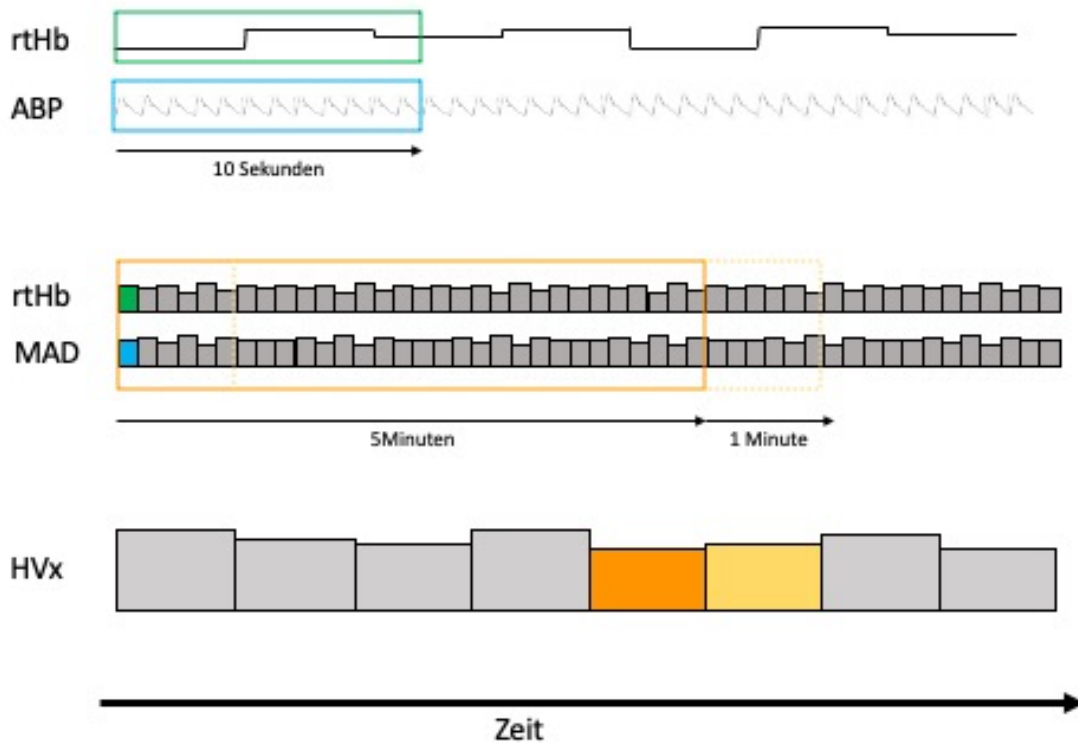 rtHb
ABP
10 Sekunden
rtHb
MAD
5Minuten
1 Minute
HVx
Zeit